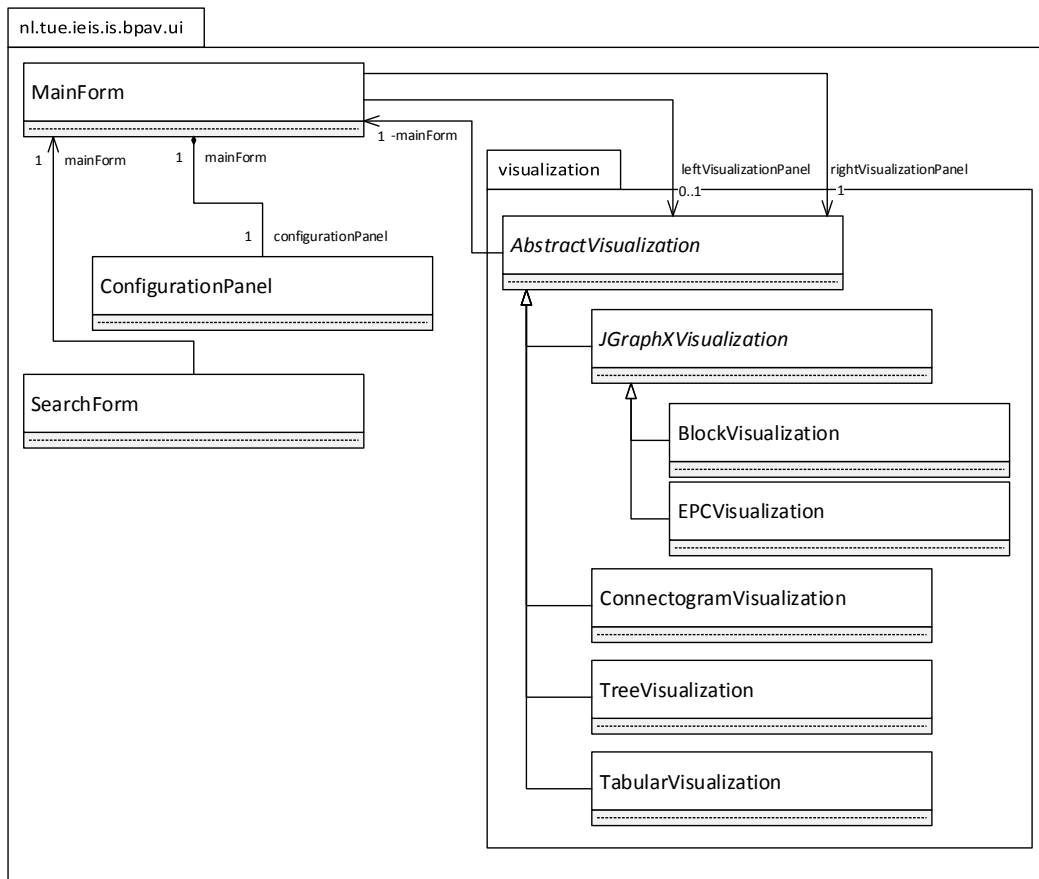 nl.tue.ieis.is.bpav.ui
MainForm
1 -mainForm
1 mainForm
1 mainForm
visualization
leftVisualizationPanel
0..1
rightVisualizationPanel
1
1 configurationPanel
AbstractVisualization
ConfigurationPanel
JGraphXVisualization
SearchForm
BlockVisualization
EPCVisualization
ConnectogramVisualization
TreeVisualization
TabularVisualization